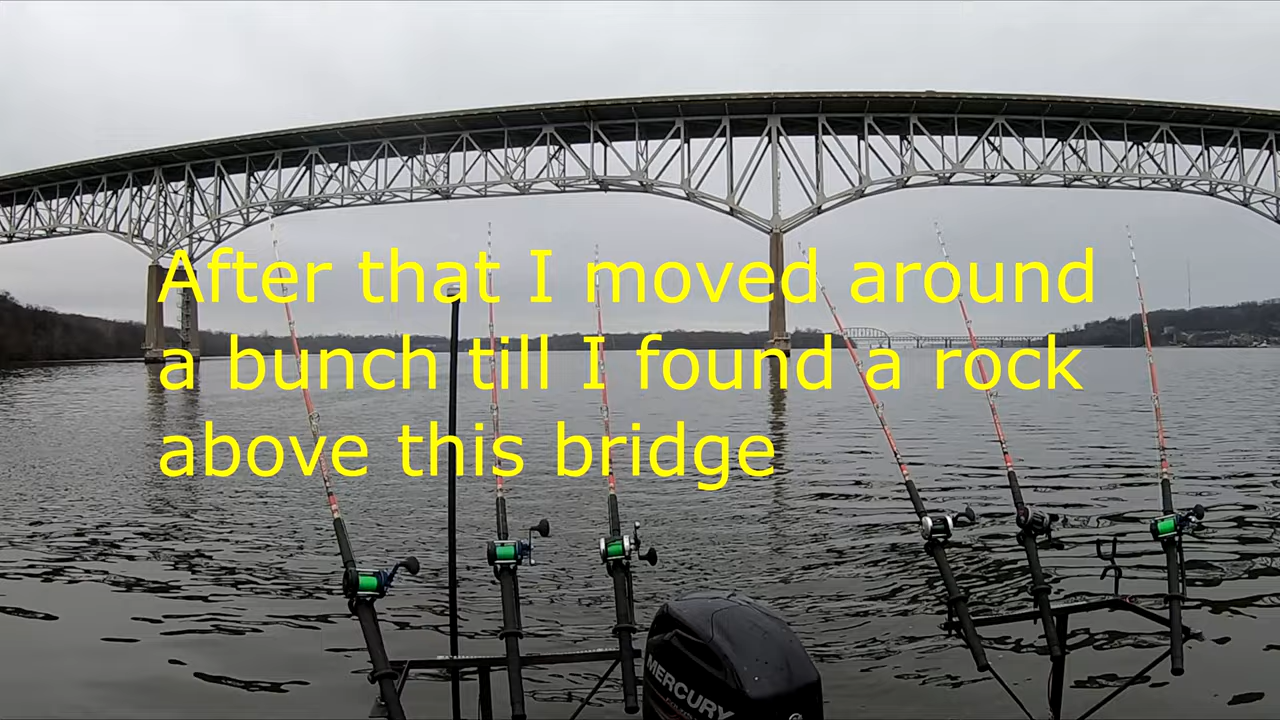 After that I moved around
a bunch till I found a rock
above this bridge
MERCURY